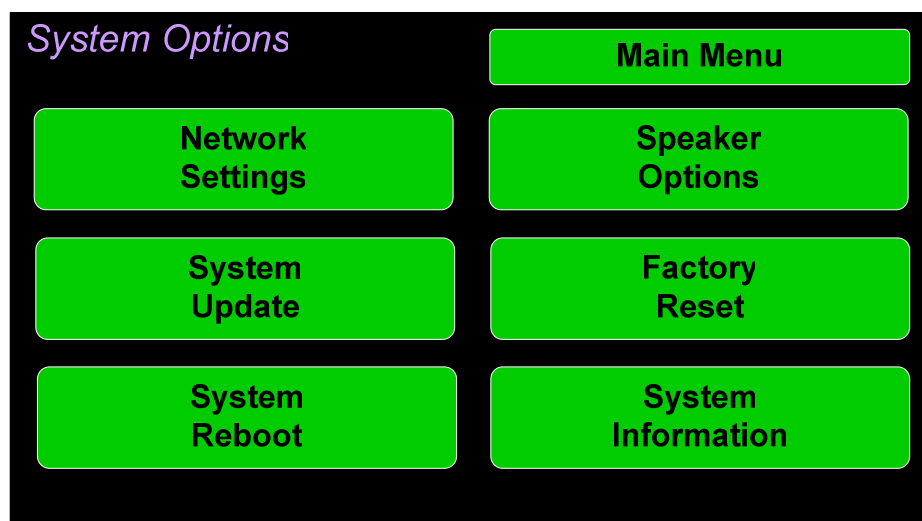 System Options
Main Menu
Network
Settings
Speaker
Options
System
Update
Factory
Reset
System
Reboot
System
Information